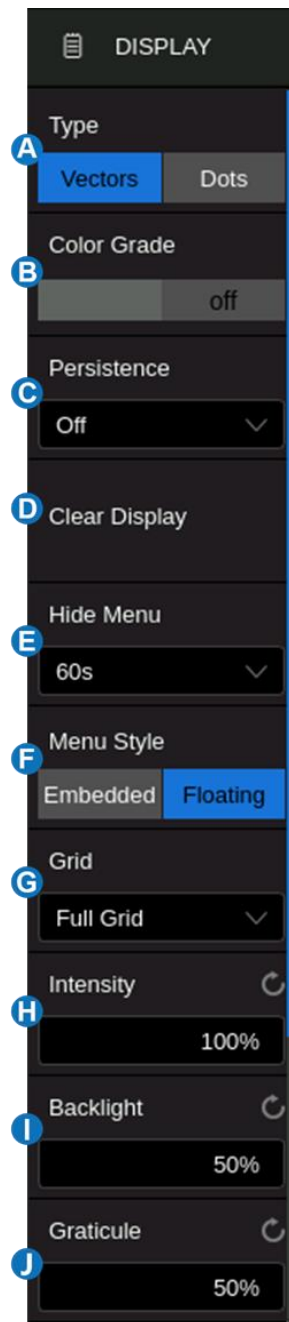 DISPLAY
Type
A
Vectors Dots
Color Grade
B
off
Persistence
C
Off
D Clear Display
Hide Menu
E
60s
Menu Style
F
Embedded Floating
Grid
G
Full Grid
Intensity
H
100%
Backlight
I
50%
Graticule
J
50%